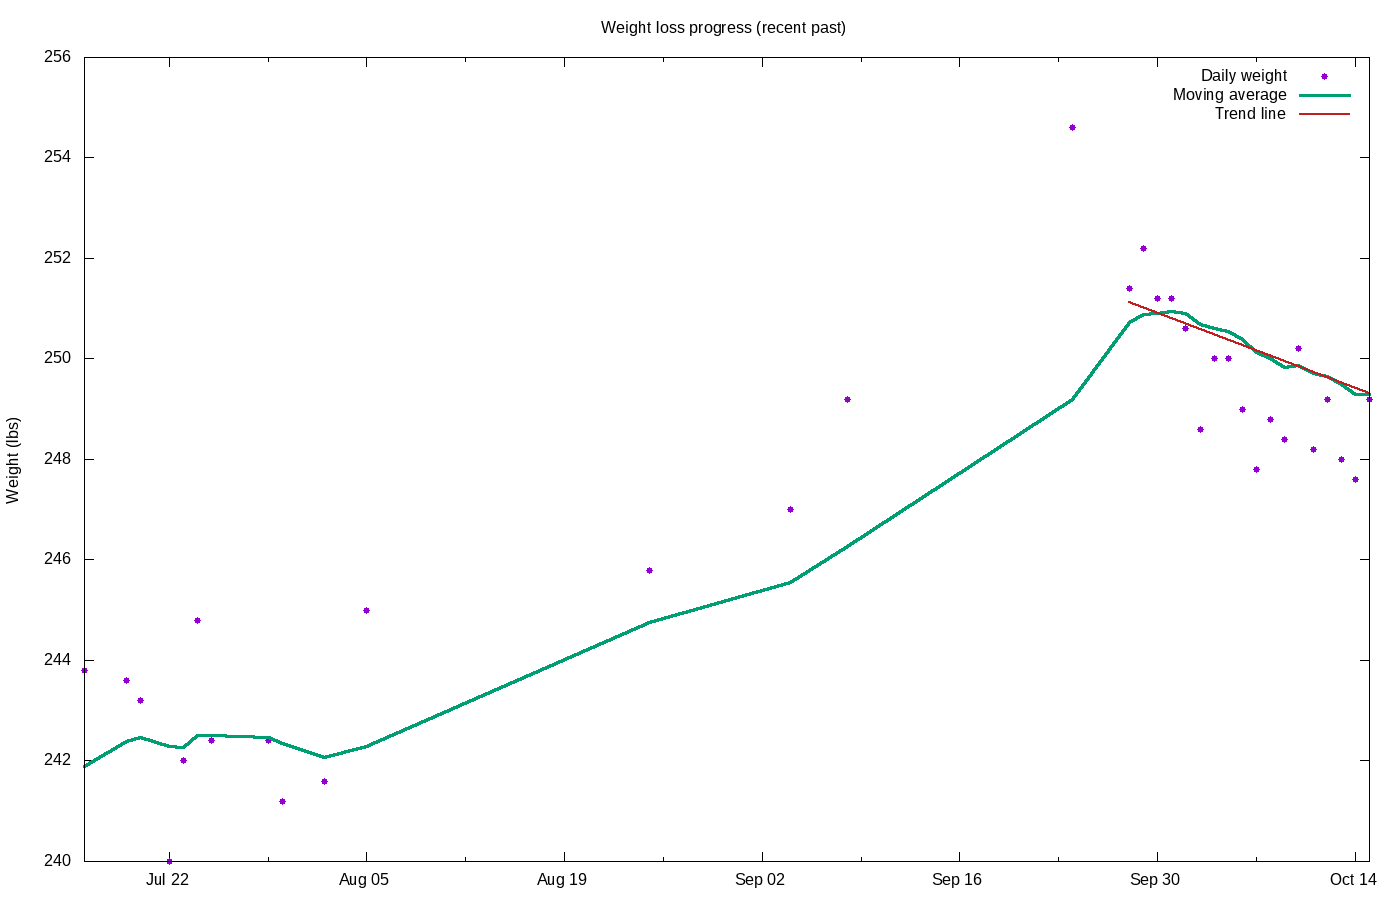 Weight loss progress (recent past)
256
254
252
250
248
246
244
242
240
Weight (lbs)
Daily weight
Moving average
Trend line
Jul 22 Aug 05 Aug 19 Sep 02 Sep 16 Sep 30 Oct 14